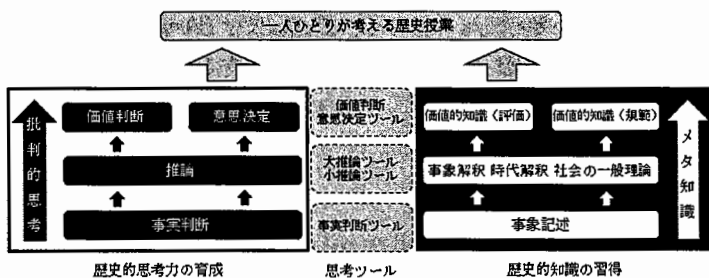 一人ひとりが考える歴史授業
批判的思考
価値判断
意思決定
推論
事実判断
価値判断
意思決定ツール
大推論ツール
小推論ツール
事実判断ツール
価値的知識（評価）
価値的知識（規範）
事象解釈 時代解釈 社会の一般理論
事象記述
メタ知識
歴史的思考力の育成
思考ツール
歴史的知識の習得